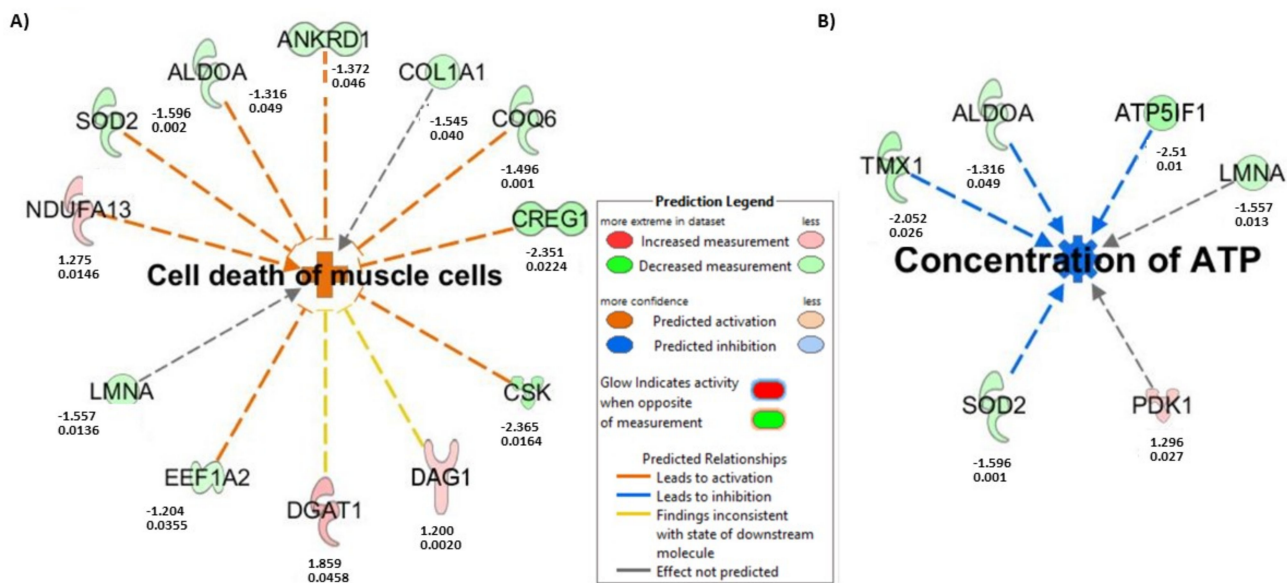 A)
ANKRD1
-1.372
0.046
ALDOA
-1.316
0.049
COL1A1
-1.545
0.040
SOD2
-1.596
0.002
COQ6
-1.496
0.001
NDUFA13
1.275
0.0146
CREG1
-2.351
0.0224
Cell death of muscle cells
LMNA
-1.557
0.0136
CSK
-2.365
0.0164
EEF1A2
-1.204
0.0355
DGAT1
1.859
0.0458
DAG1
1.200
0.0020
Prediction Legend
more extreme in dataset less
Increased measurement
Decreased measurement
more confidence less
Predicted activation
Predicted inhibition
Glow Indicates activity
when opposite
of measurement
Predicted Relationships
Leads to activation
Leads to inhibition
Findings inconsistent
with state of downstream
molecule
Effect not predicted
B)
ALDOA
-1.316
0.049
ATP5IF1
-2.51
0.01
TMX1
-2.052
0.026
LMNA
-1.557
0.013
Concentration of ATP
SOD2
-1.596
0.001
PDK1
1.296
0.027